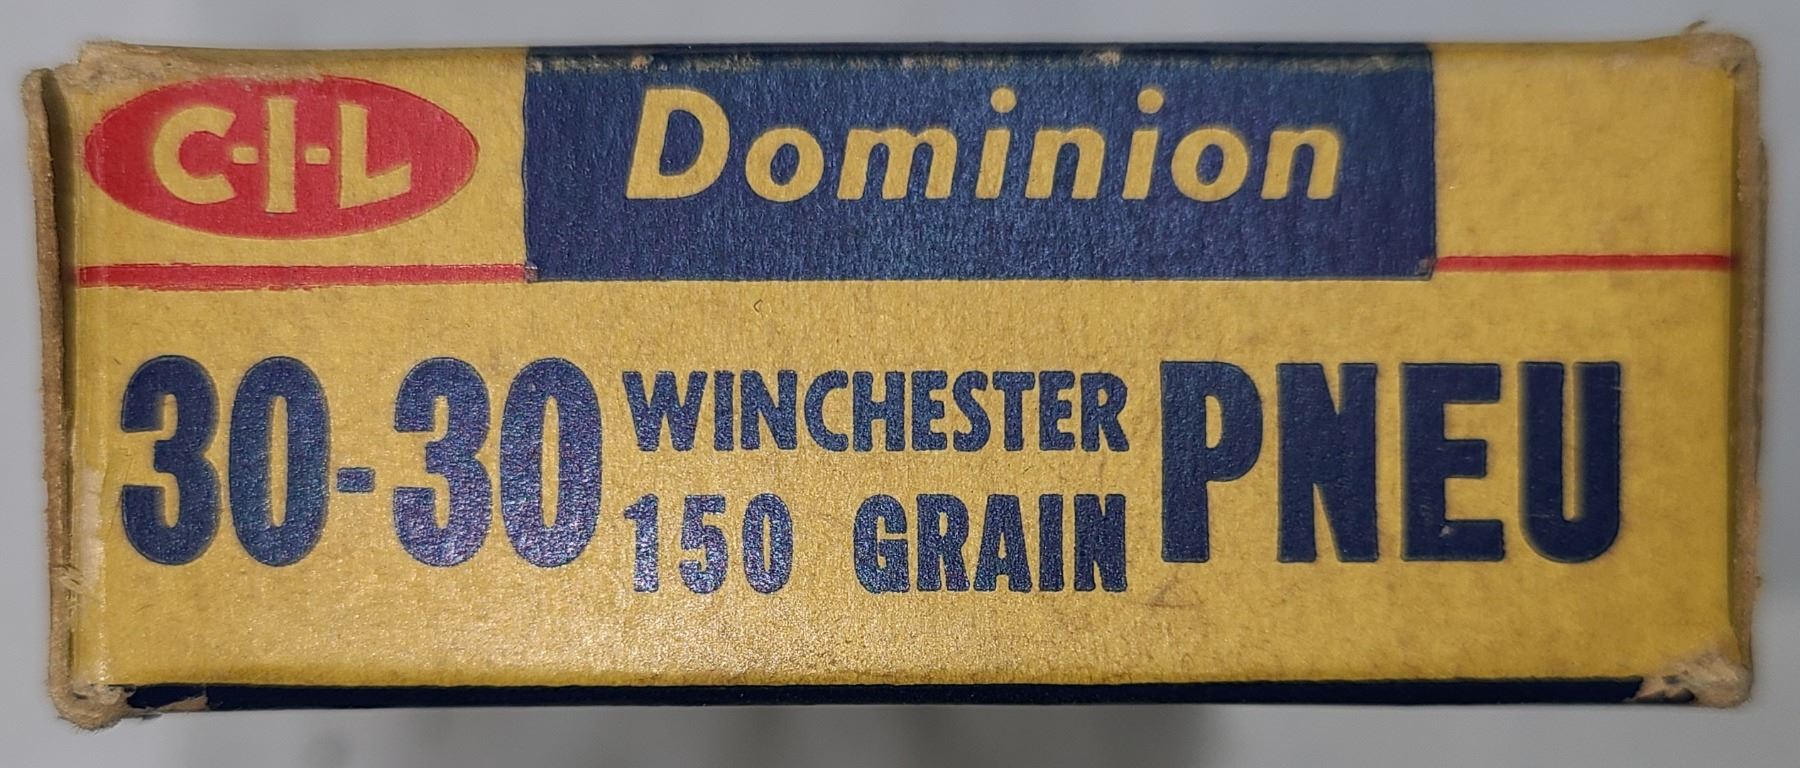 C-I-L Dominion
30-30 WINCHESTER PNEU
150 GRAIN